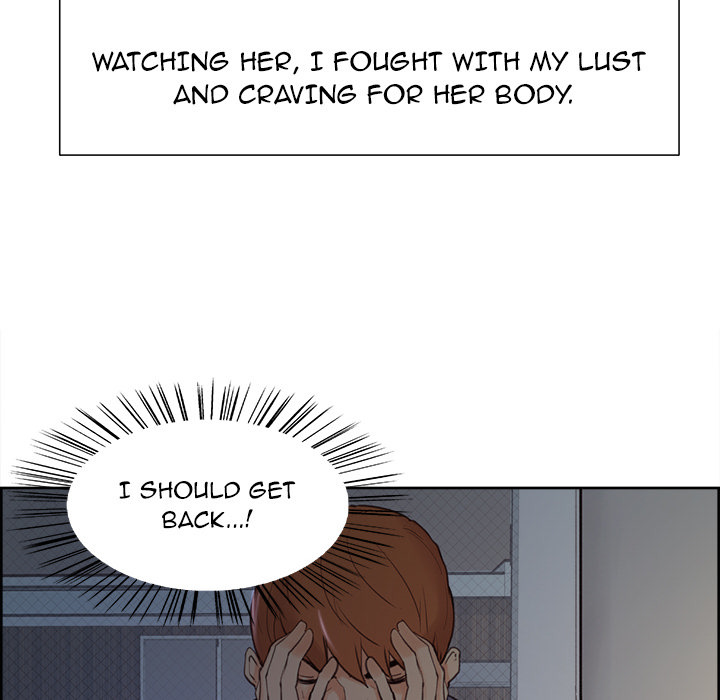 WATCHING HER, I FOUGHT WITH MY LUST
AND CRAVING FOR HER BODY.
I SHOULD GET
BACK...!